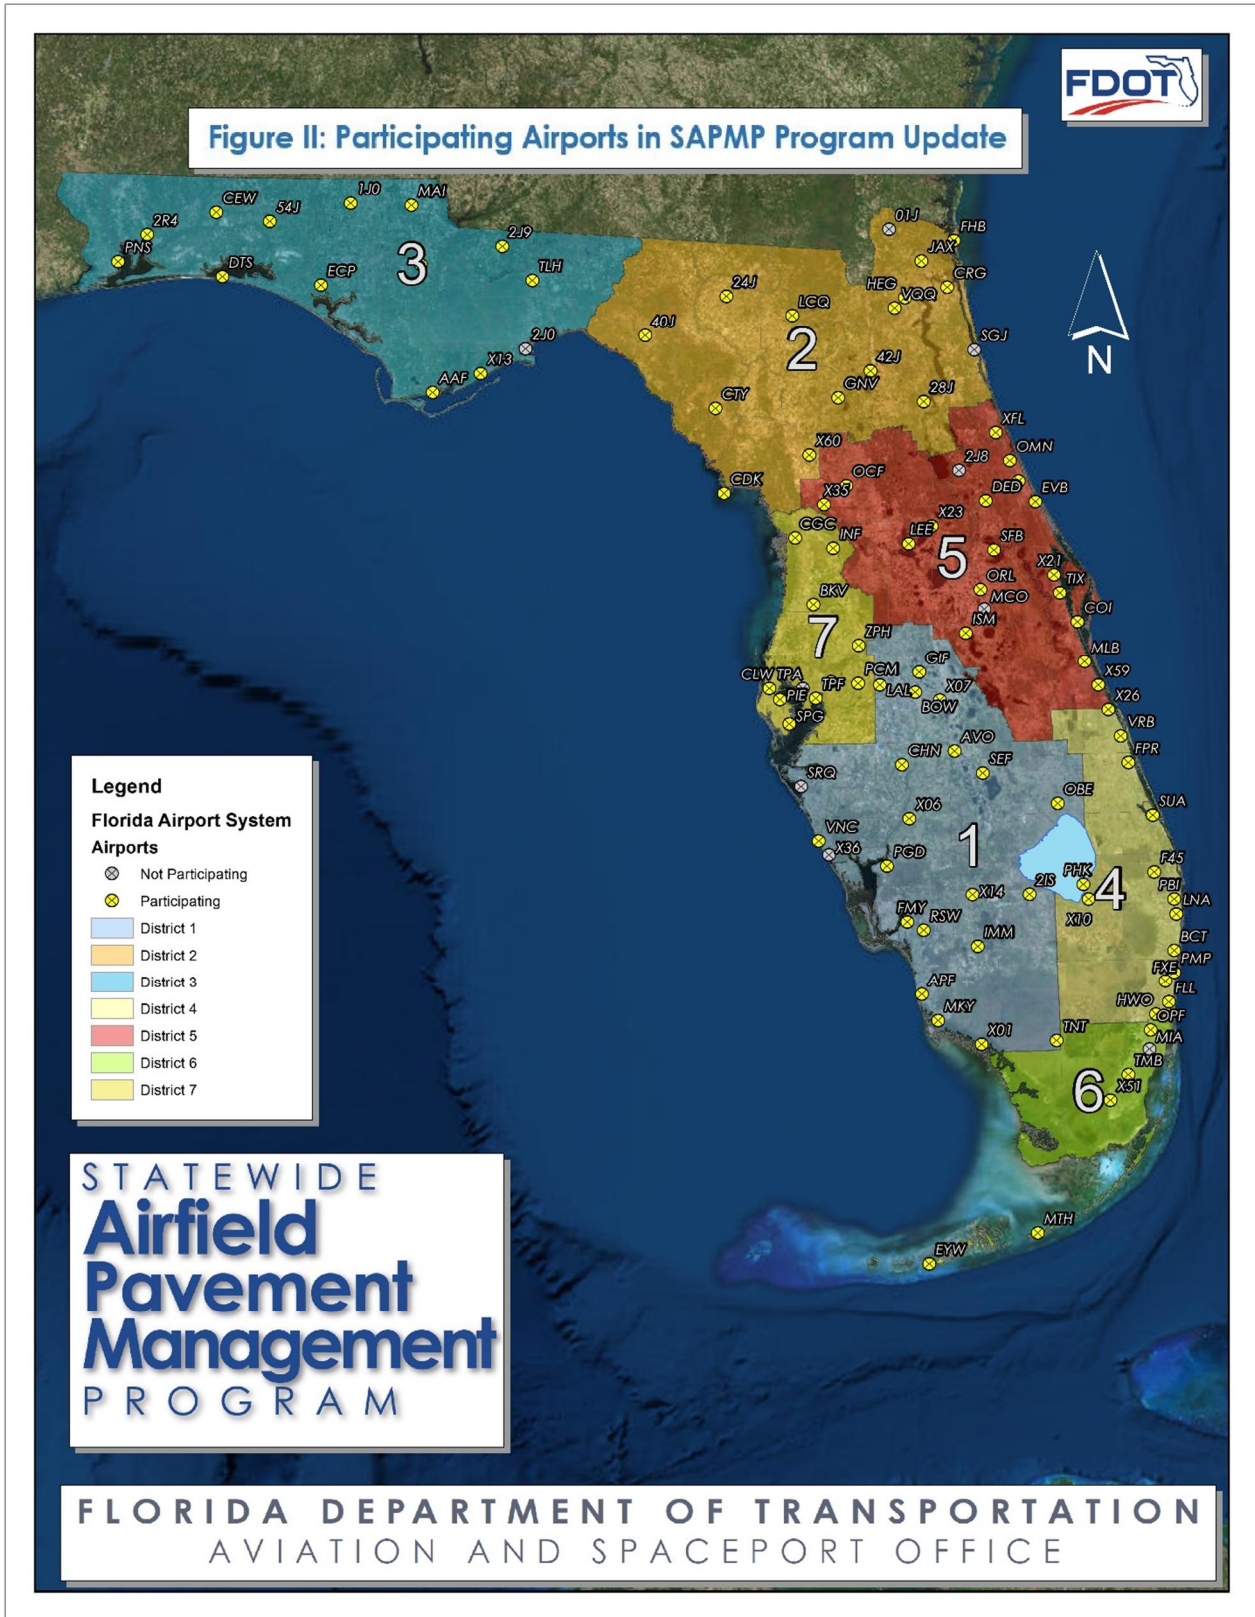 FDOT
Figure II: Participating Airports in SAPMP Program Update
1J0
MAI
CEW
54J
2R4
PNS
DTS
ECP
3
2J9
TLH
2J0
X13
AAF
01J
FHB
JAX
CRG
HEG
VQQ
24J
LCQ
40J
2
SGJ
42J
GNV
28J
CTY
N
X60
XFL
OMN
2J8
OCF
CDK
X35
DED
EVB
X23
CGC
INF
LEE
5
SFB
X21
TIX
ORL
MCO
BKV
COI
7
ISM
ZPH
MLB
GIF
X59
CLW
TPA
TPF
PCM
LAL
X07
PIE
BOW
X26
SPG
VRB
AVO
CHN
FPR
SEF
SRQ
OBE
X06
SUA
VNC
1
X36
PGD
F45
PHK
4
PBI
X14
2IS
LNA
X10
FMY
RSW
IMM
BCT
PMP
FXE
APF
FLL
HWO
MKY
OPF
X01
TNT
MIA
TMB
6
X51
MTH
EYW
Legend
Florida Airport System
Airports
Not Participating
Participating
District 1
District 2
District 3
District 4
District 5
District 6
District 7
STATEWIDE
Airfield
Pavement
Management
PROGRAM
FLORIDA DEPARTMENT OF TRANSPORTATION
AVIATION AND SPACEPORT OFFICE